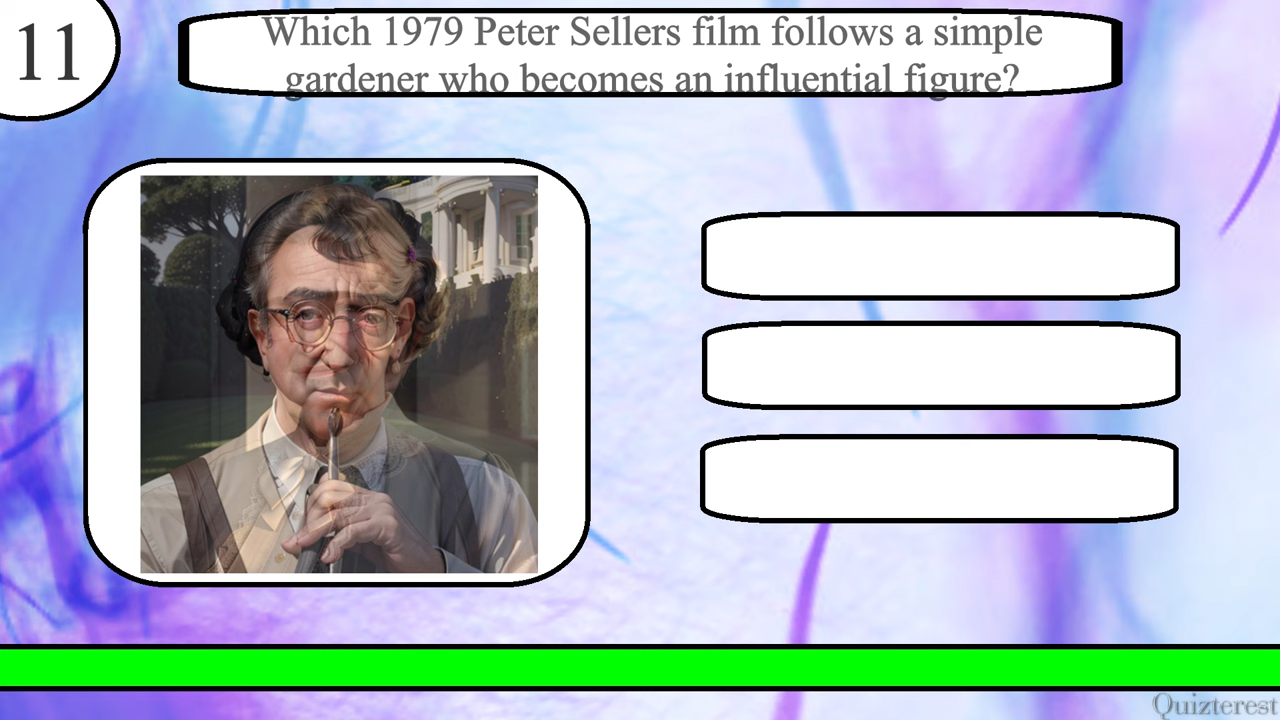 11
Which 1979 Peter Sellers film follows a simple
gardener who becomes an influential figure?
Quizterest